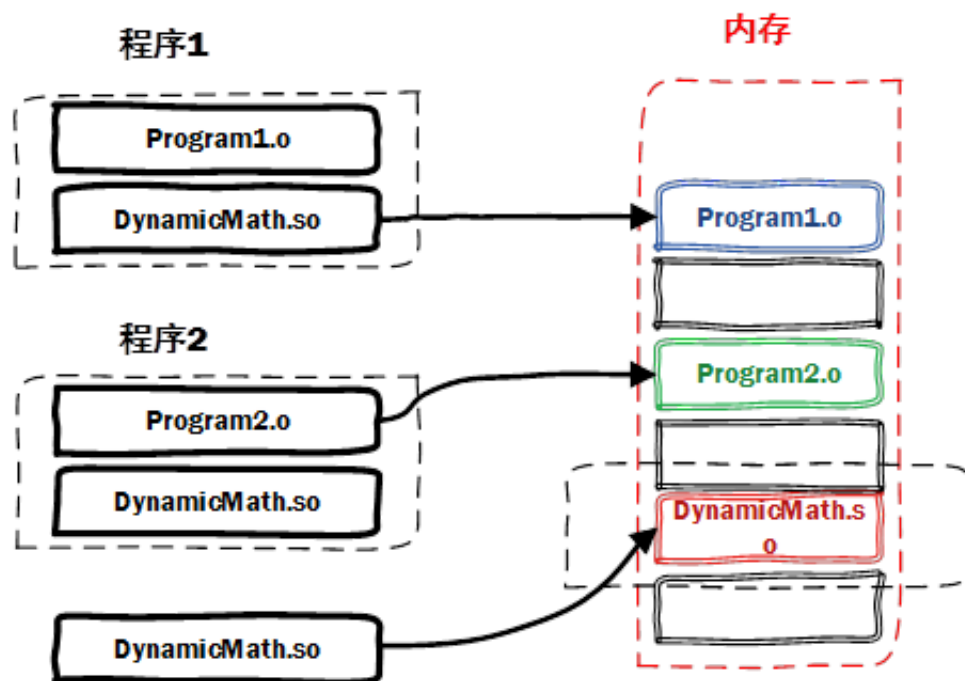 程序1
Program1.o
DynamicMath.so
程序2
Program2.o
DynamicMath.so
DynamicMath.so
内存
Program1.o
Program2.o
DynamicMath.s
o